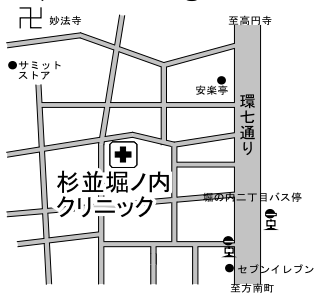 卍 妙法寺
至高円寺
サミット
ストア
安楽亭
環七通り
杉並堀ノ内
クリニック
堀の内二丁目バス停
セブンイレブン
至方南町